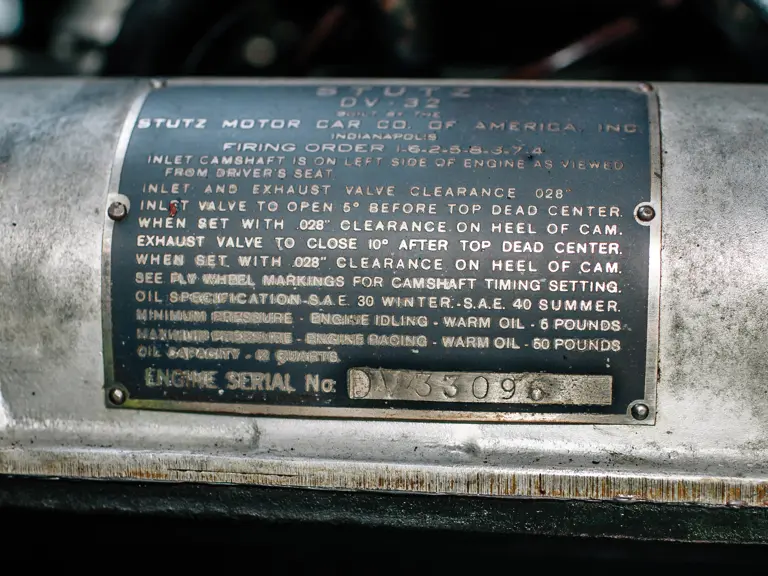 STUTZ
DV-32
BUILT BY THE
STUTZ MOTOR CAR CO. OF AMERICA, INC.
INDIANAPOLIS
FIRING ORDER 1-6-2-5-8-3-7-4
INLET CAMSHAFT IS ON LEFT SIDE OF ENGINE AS VIEWED
FROM DRIVER'S SEAT
INLET AND EXHAUST VALVE CLEARANCE .028"
INLET VALVE TO OPEN 5° BEFORE TOP DEAD CENTER.
WHEN SET WITH .028" CLEARANCE ON HEEL OF CAM.
EXHAUST VALVE TO CLOSE 10° AFTER TOP DEAD CENTER.
WHEN SET WITH .028" CLEARANCE ON HEEL OF CAM.
SEE FLY WHEEL MARKINGS FOR CAMSHAFT TIMING SETTING.
OIL SPECIFICATION-S.A.E. 30 WINTER.-S.A.E. 40 SUMMER.
MINIMUM PRESSURE - ENGINE IDLING - WARM OIL - 5 POUNDS
MAXIMUM PRESSURE - ENGINE RACING - WARM OIL - 50 POUNDS
OIL CAPACITY - QUARTS
ENGINE SERIAL No. DV33096